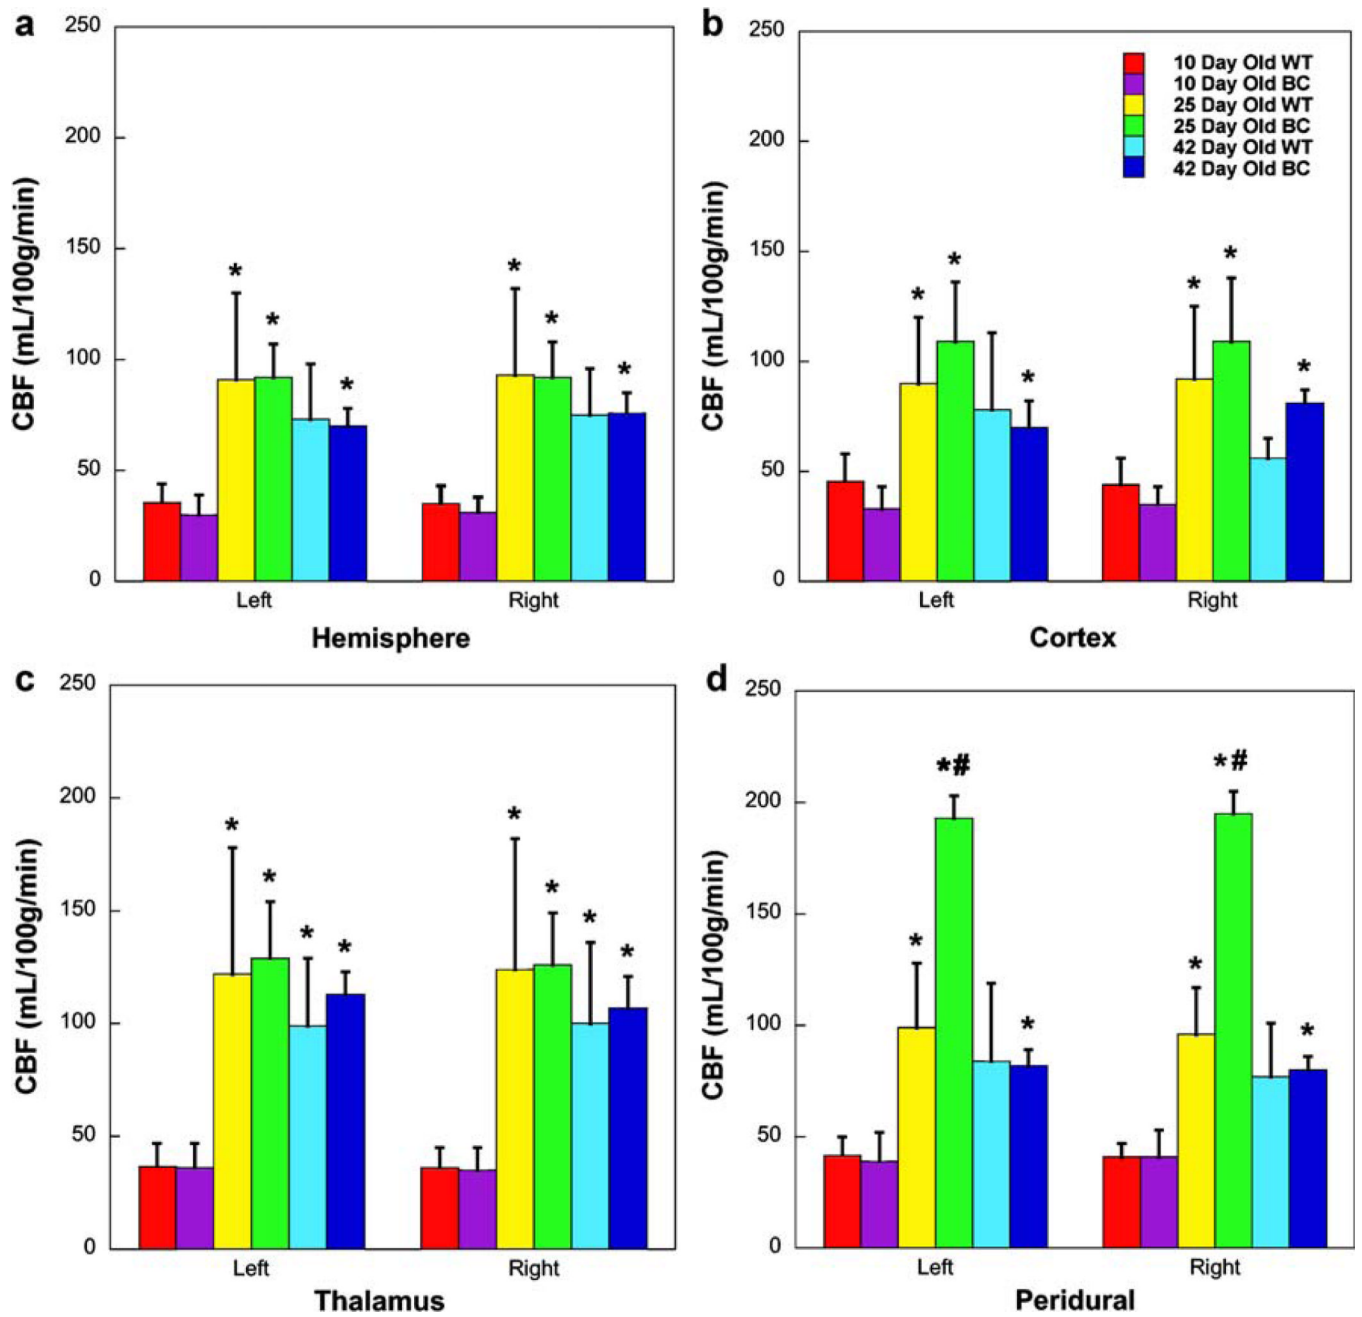 a
250
200
150
100
50
0
CBF (mL/100g/min)
*
*
*
*
*
*
Left
Right
Hemisphere
b
250
200
150
100
50
0
CBF (mL/100g/min)
10 Day Old WT
10 Day Old BC
25 Day Old WT
25 Day Old BC
42 Day Old WT
42 Day Old BC
*
*
*
*
*
*
Left
Right
Cortex
c
250
200
150
100
50
0
CBF (mL/100g/min)
*
*
*
*
*
*
*
*
Left
Right
Thalamus
d
250
200
150
100
50
0
CBF (mL/100g/min)
*
*#
*
*
*#
*
Left
Right
Peridural